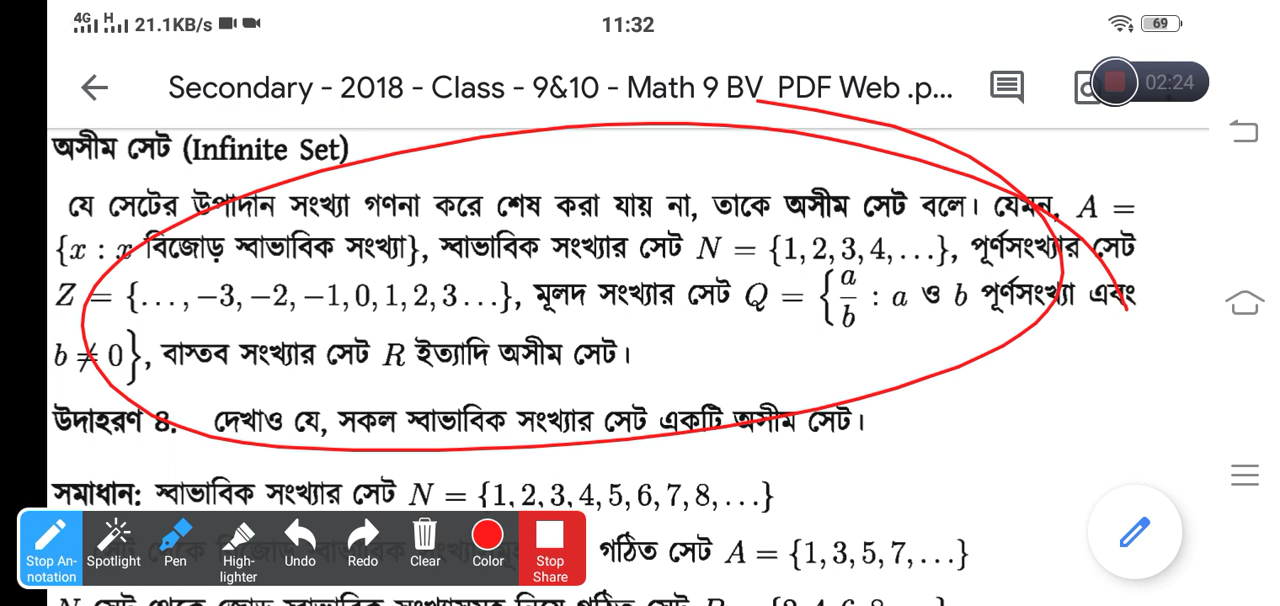 4G H 21.1KB/s 11:32 69
Secondary - 2018 - Class - 9&10 - Math 9 BV PDF Web .p...
02:24
অসীম সেট (Infinite Set)
যে সেটের উপাদান সংখ্যা গণনা করে শেষ করা যায় না, তাকে অসীম সেট বলে। যেমন, A =
{x : x বিজোড় স্বাভাবিক সংখ্যা}, স্বাভাবিক সংখ্যার সেট N = {1, 2, 3, 4, . . .}, পূর্ণসংখ্যার সেট
Z = {. . . , −3, −2, −1, 0, 1, 2, 3 . . .}, মূলদ সংখ্যার সেট Q = {a/b : a ও b পূর্ণসংখ্যা এবং
b ≠ 0}, বাস্তব সংখ্যার সেট R ইত্যাদি অসীম সেট।
উদাহরণ ৪. দেখাও যে, সকল স্বাভাবিক সংখ্যার সেট একটি অসীম সেট।
সমাধান: স্বাভাবিক সংখ্যার সেট N = {1, 2, 3, 4, 5, 6, 7, 8, . . .}
গঠিত সেট A = {1, 3, 5, 7, . . .}
Stop An-
notation
Spotlight
Pen
High-
lighter
Undo
Redo
Clear
Color
Stop
Share